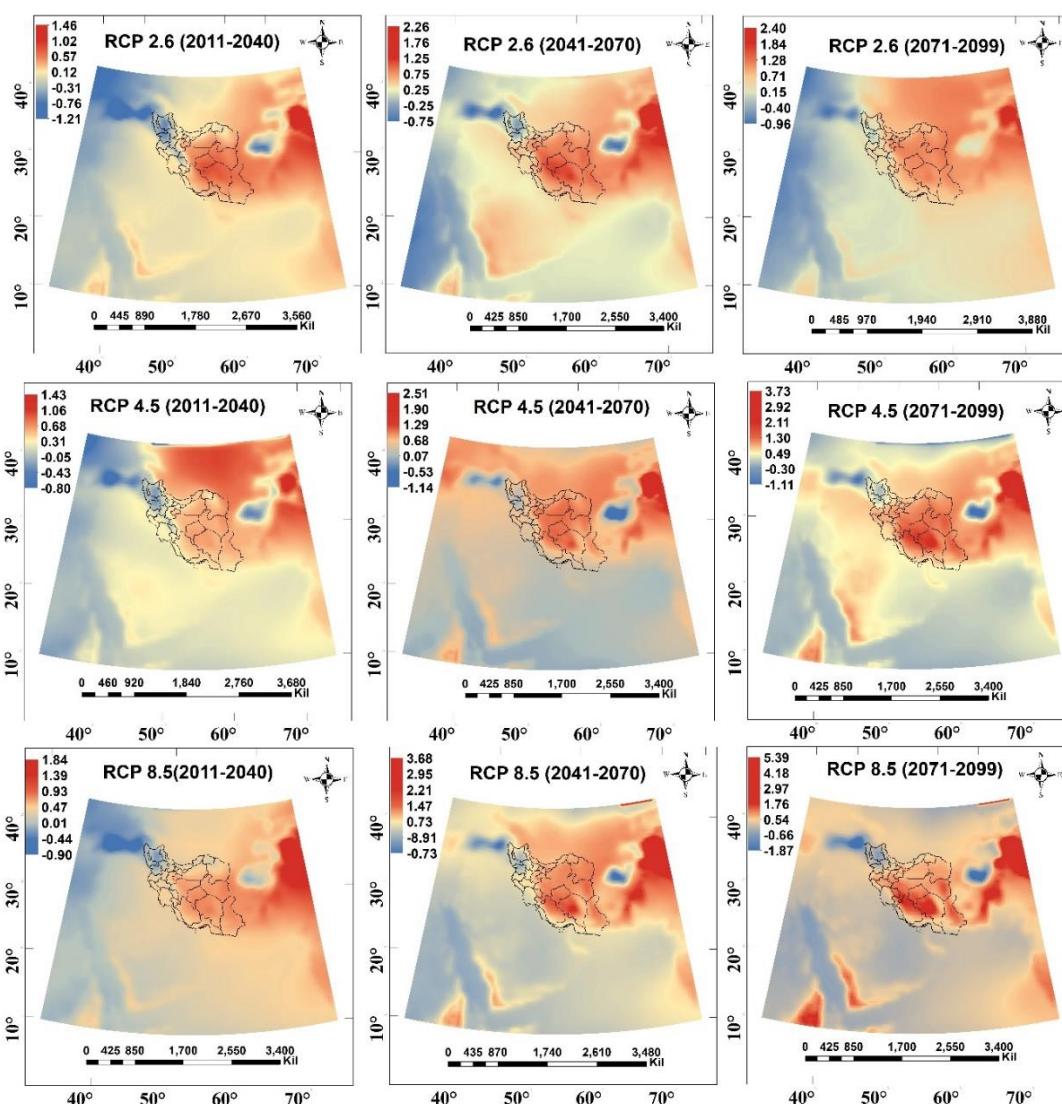 1.46
1.02
0.57
0.12
-0.31
-0.76
-1.21
RCP 2.6 (2011-2040)
N
W E
S
40°
30°
20°
10°
0 445 890 1,780 2,670 3,560
Kil
2.26
1.76
1.25
0.75
0.25
-0.25
-0.75
RCP 2.6 (2041-2070)
N
W E
S
40°
30°
20°
10°
0 425 850 1,700 2,550 3,400
Kil
2.40
1.84
1.28
0.71
0.15
-0.40
-0.96
RCP 2.6 (2071-2099)
N
W E
S
40°
30°
20°
10°
0 485 970 1,940 2,910 3,880
Kil
40° 50° 60° 70°
40° 50° 60° 70°
40° 50° 60° 70°
1.43
1.06
0.68
0.31
-0.05
-0.43
-0.80
RCP 4.5 (2011-2040)
N
W E
S
40°
30°
20°
10°
0 460 920 1,840 2,760 3,680
Kil
2.51
1.90
1.29
0.68
0.07
-0.53
-1.14
RCP 4.5 (2041-2070)
N
W E
S
40°
30°
20°
10°
0 425 850 1,700 2,550 3,400
Kil
3.73
2.92
2.11
1.30
0.49
-0.30
-1.11
RCP 4.5 (2071-2099)
N
W E
S
40°
30°
20°
10°
0 425 850 1,700 2,550 3,400
Kil
50° 60° 70°
40° 50° 60° 70°
40° 50° 60° 70°
1.84
1.39
0.93
0.47
0.01
-0.44
-0.90
RCP 8.5(2011-2040)
N
W E
S
40°
30°
20°
10°
0 425 850 1,700 2,550 3,400
Kil
3.68
2.95
2.21
1.47
0.73
-8.91
-0.73
RCP 8.5 (2041-2070)
N
W E
S
40°
30°
20°
10°
0 435 870 1,740 2,610 3,480
Kil
5.39
4.18
2.97
1.76
0.54
-0.66
-1.87
RCP 8.5 (2071-2099)
N
W E
S
40°
30°
20°
10°
0 425 850 1,700 2,550 3,400
Kil
40° 50° 60° 70°
40° 50° 60° 70°
40° 50° 60° 70°